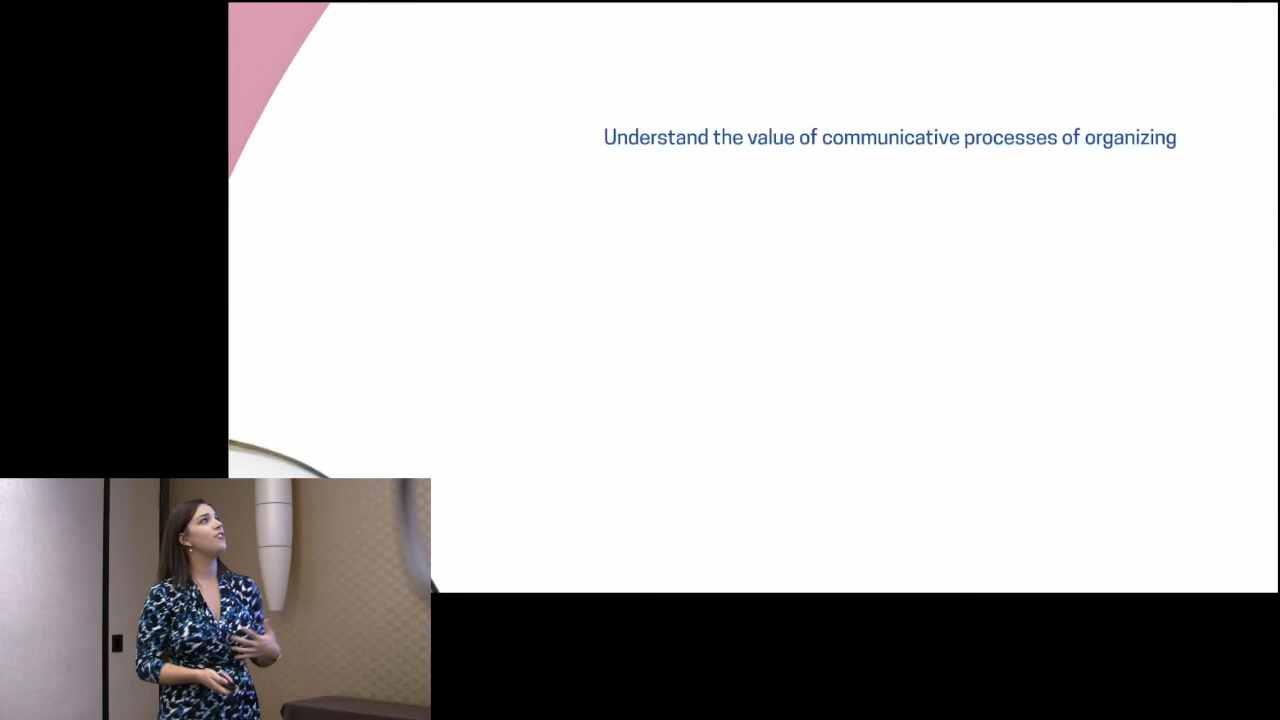 Understand the value of communicative processes of organizing